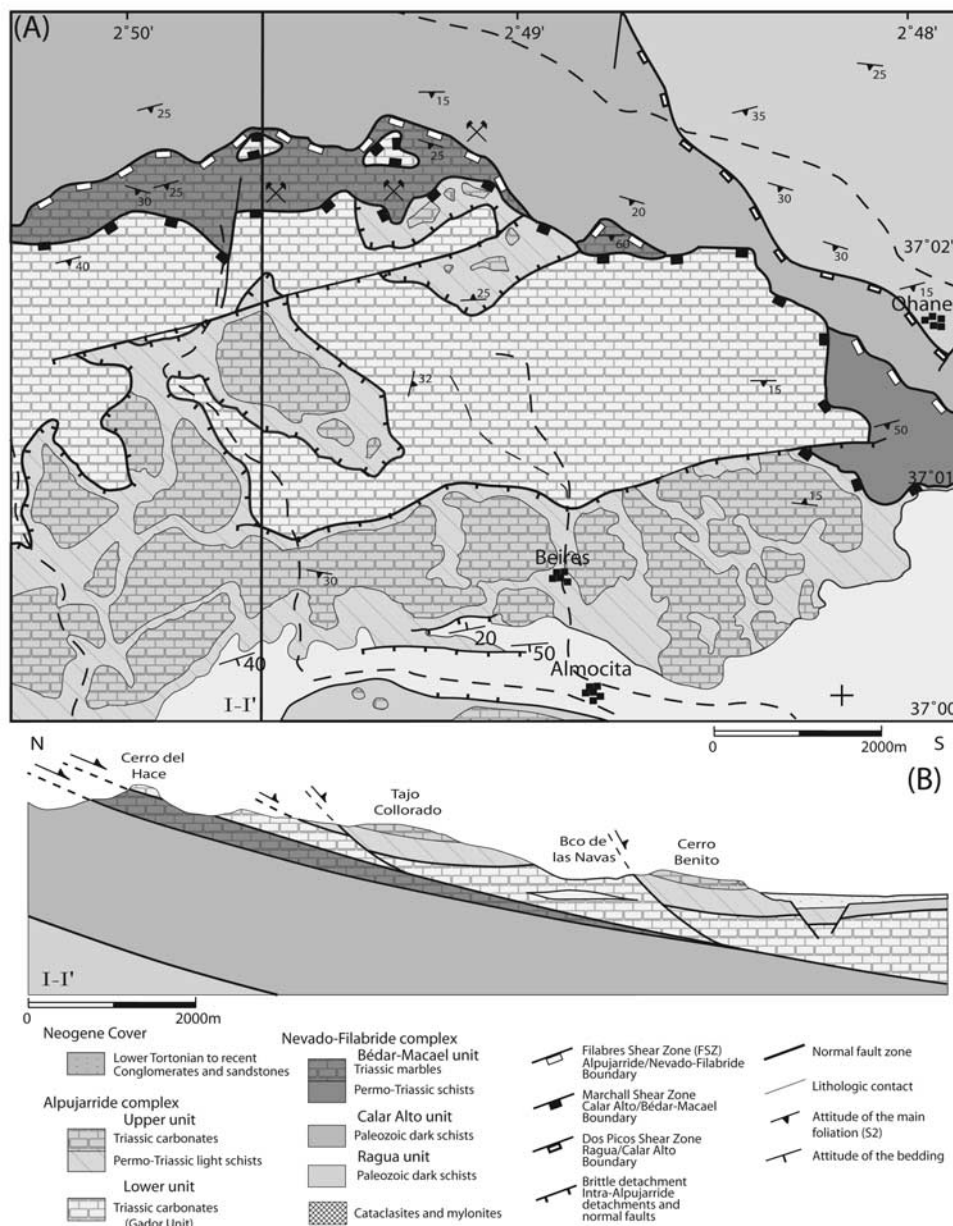 (A)
2˚50'
2˚49'
2˚48'
25
15
25
35
25
25
30
25
20
30
60
30
37˚02'
40
15
Ohane
25
32
15
50
37˚01'
15
Beires
30
20
40
50
Almocita
I-I'
37˚00'
0
2000m
N
S
(B)
Cerro del
Hace
Tajo
Collorado
Bco de
las Navas
Cerro
Benito
I-I'
0
2000m
Neogene Cover
Lower Tortonian to recent
Conglomerates and sandstones
Alpujarride complex
Upper unit
Triassic carbonates
Permo-Triassic light schists
Lower unit
Triassic carbonates
(Gador Unit)
Nevado-Filabride complex
Bédar-Macael unit
Triassic marbles
Permo-Triassic schists
Calar Alto unit
Paleozoic dark schists
Ragua unit
Paleozoic dark schists
Cataclasites and mylonites
Filabres Shear Zone (FSZ)
Alpujarride/Nevado-Filabride
Boundary
Marchall Shear Zone
Calar Alto/Bédar-Macael
Boundary
Dos Picos Shear Zone
Ragua/Calar Alto
Boundary
Brittle detachment
Intra-Alpujarride
detachments and
normal faults
Normal fault zone
Lithologic contact
Attitude of the main
foliation (S2)
Attitude of the bedding